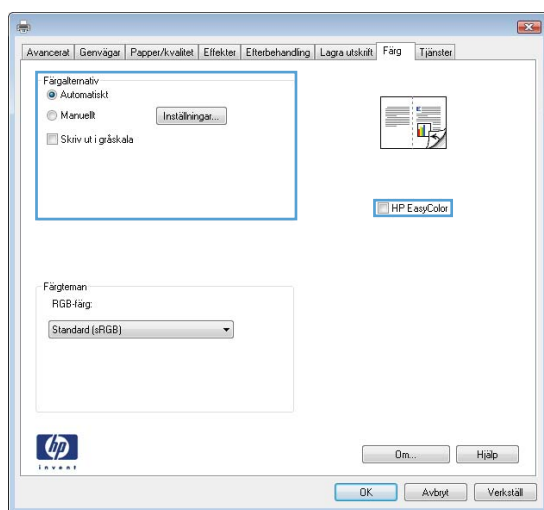 Avancerat Genvägar Papper/kvalitet Effekter Efterbehandling Lagra utskrift Färg Tjänster
Färgalternativ
Automatiskt
Manuellt Inställningar...
Skriv ut i gråskala
HP EasyColor
Färgteman
RGB-färg:
Standard (sRGB)
hp
invent
Om... Hjälp
OK Avbryt Verkställ